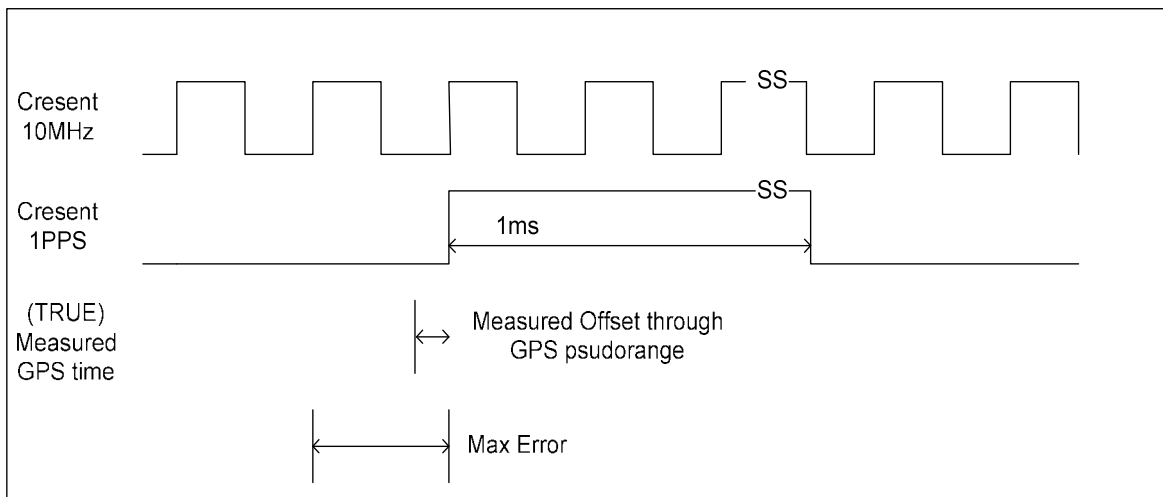 SS
Cresent
10MHz
SS
Cresent
1PPS
1ms
(TRUE)
Measured
GPS time
Measured Offset through
GPS psudorange
Max Error